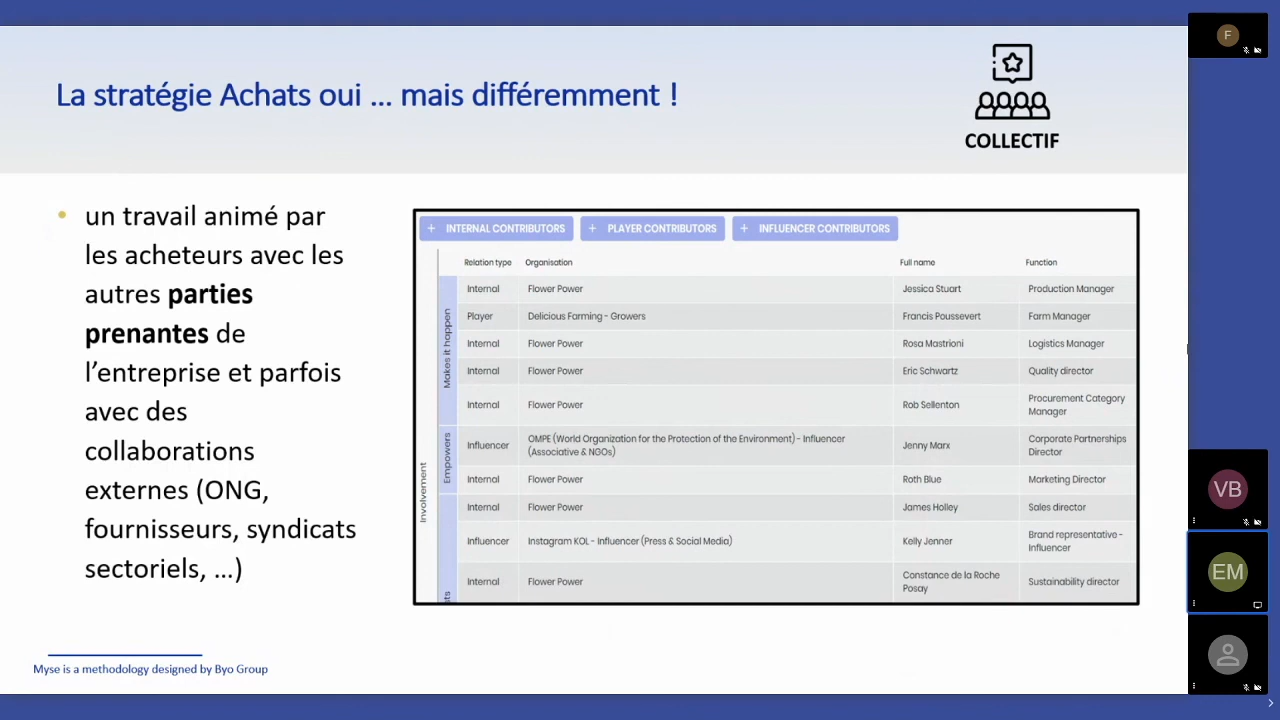 La stratégie Achats oui ... mais différemment !
COLLECTIF
• un travail animé par
les acheteurs avec les
autres parties
prenantes de
l’entreprise et parfois
avec des
collaborations
externes (ONG,
fournisseurs, syndicats
sectoriels, ...)
+ INTERNAL CONTRIBUTORS + PLAYER CONTRIBUTORS + INFLUENCER CONTRIBUTORS
Relation type Organisation Full name Function
Involvement
Makes it happen
Internal Flower Power Jessica Stuart Production Manager
Player Delicious Farming - Growers Francis Poussevert Farm Manager
Internal Flower Power Rosa Mastrioni Logistics Manager
Internal Flower Power Eric Schwartz Quality director
Internal Flower Power Rob Sellenton Procurement Category
Manager
Empowers
Influencer OMPE (World Organization for the Protection of the Environment) - Influencer
(Associative & NGOs) Jenny Marx Corporate Partnerships
Director
Internal Flower Power Roth Blue Marketing Director
Internal Flower Power James Holley Sales director
Influencer Instagram KOL - Influencer (Press & Social Media) Kelly Jenner Brand representative -
Influencer
Internal Flower Power Constance de la Roche
Posay Sustainability director
Myse is a methodology designed by Byo Group
F
VB
EM